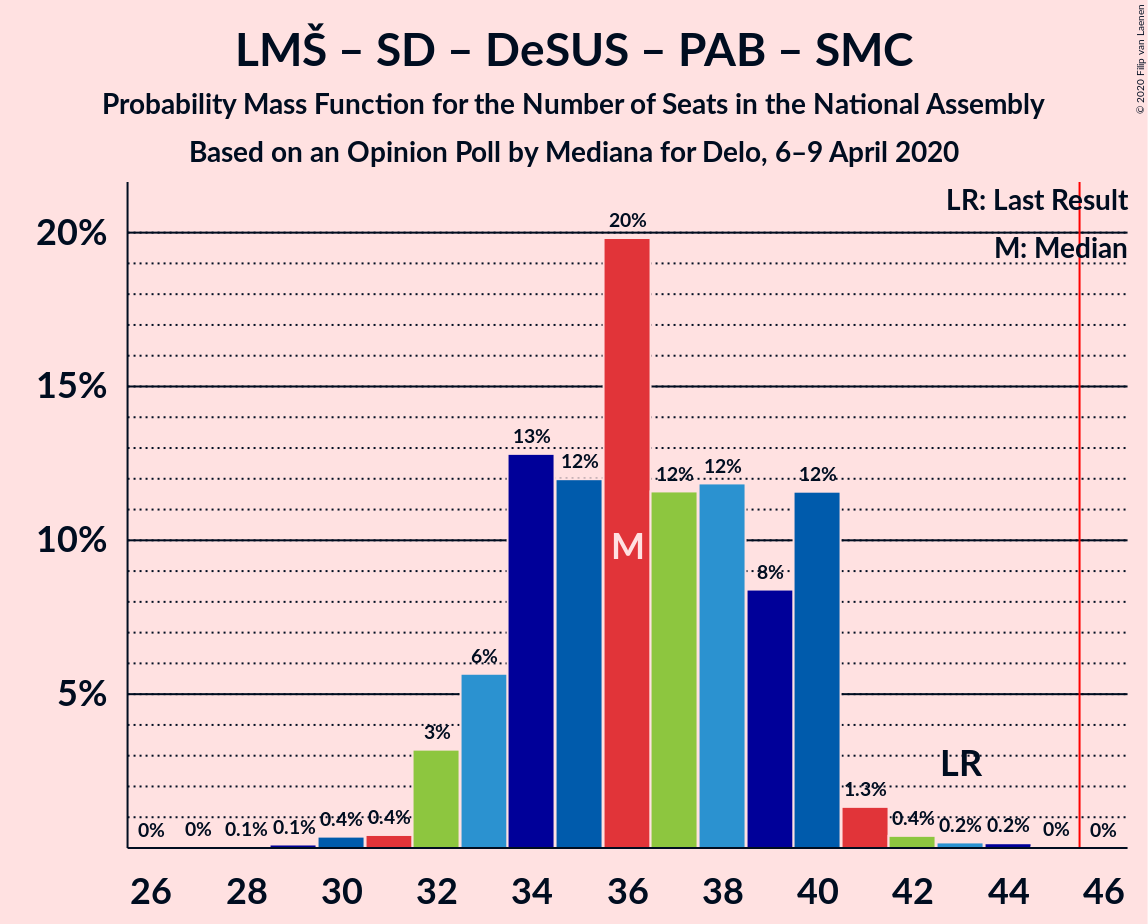 LMŠ – SD – DeSUS – PAB – SMC
Probability Mass Function for the Number of Seats in the National Assembly
Based on an Opinion Poll by Mediana for Delo, 6–9 April 2020
© 2020 Filip van Laenen
LR: Last Result
M: Median
20%
15%
10%
5%
0%
0%
0.1%
0.1%
0.4%
0.4%
3%
6%
13%
12%
20%
12%
12%
8%
12%
1.3%
0.4%
0.2%
0.2%
0%
0%
M
LR
26 28 30 32 34 36 38 40 42 44 46